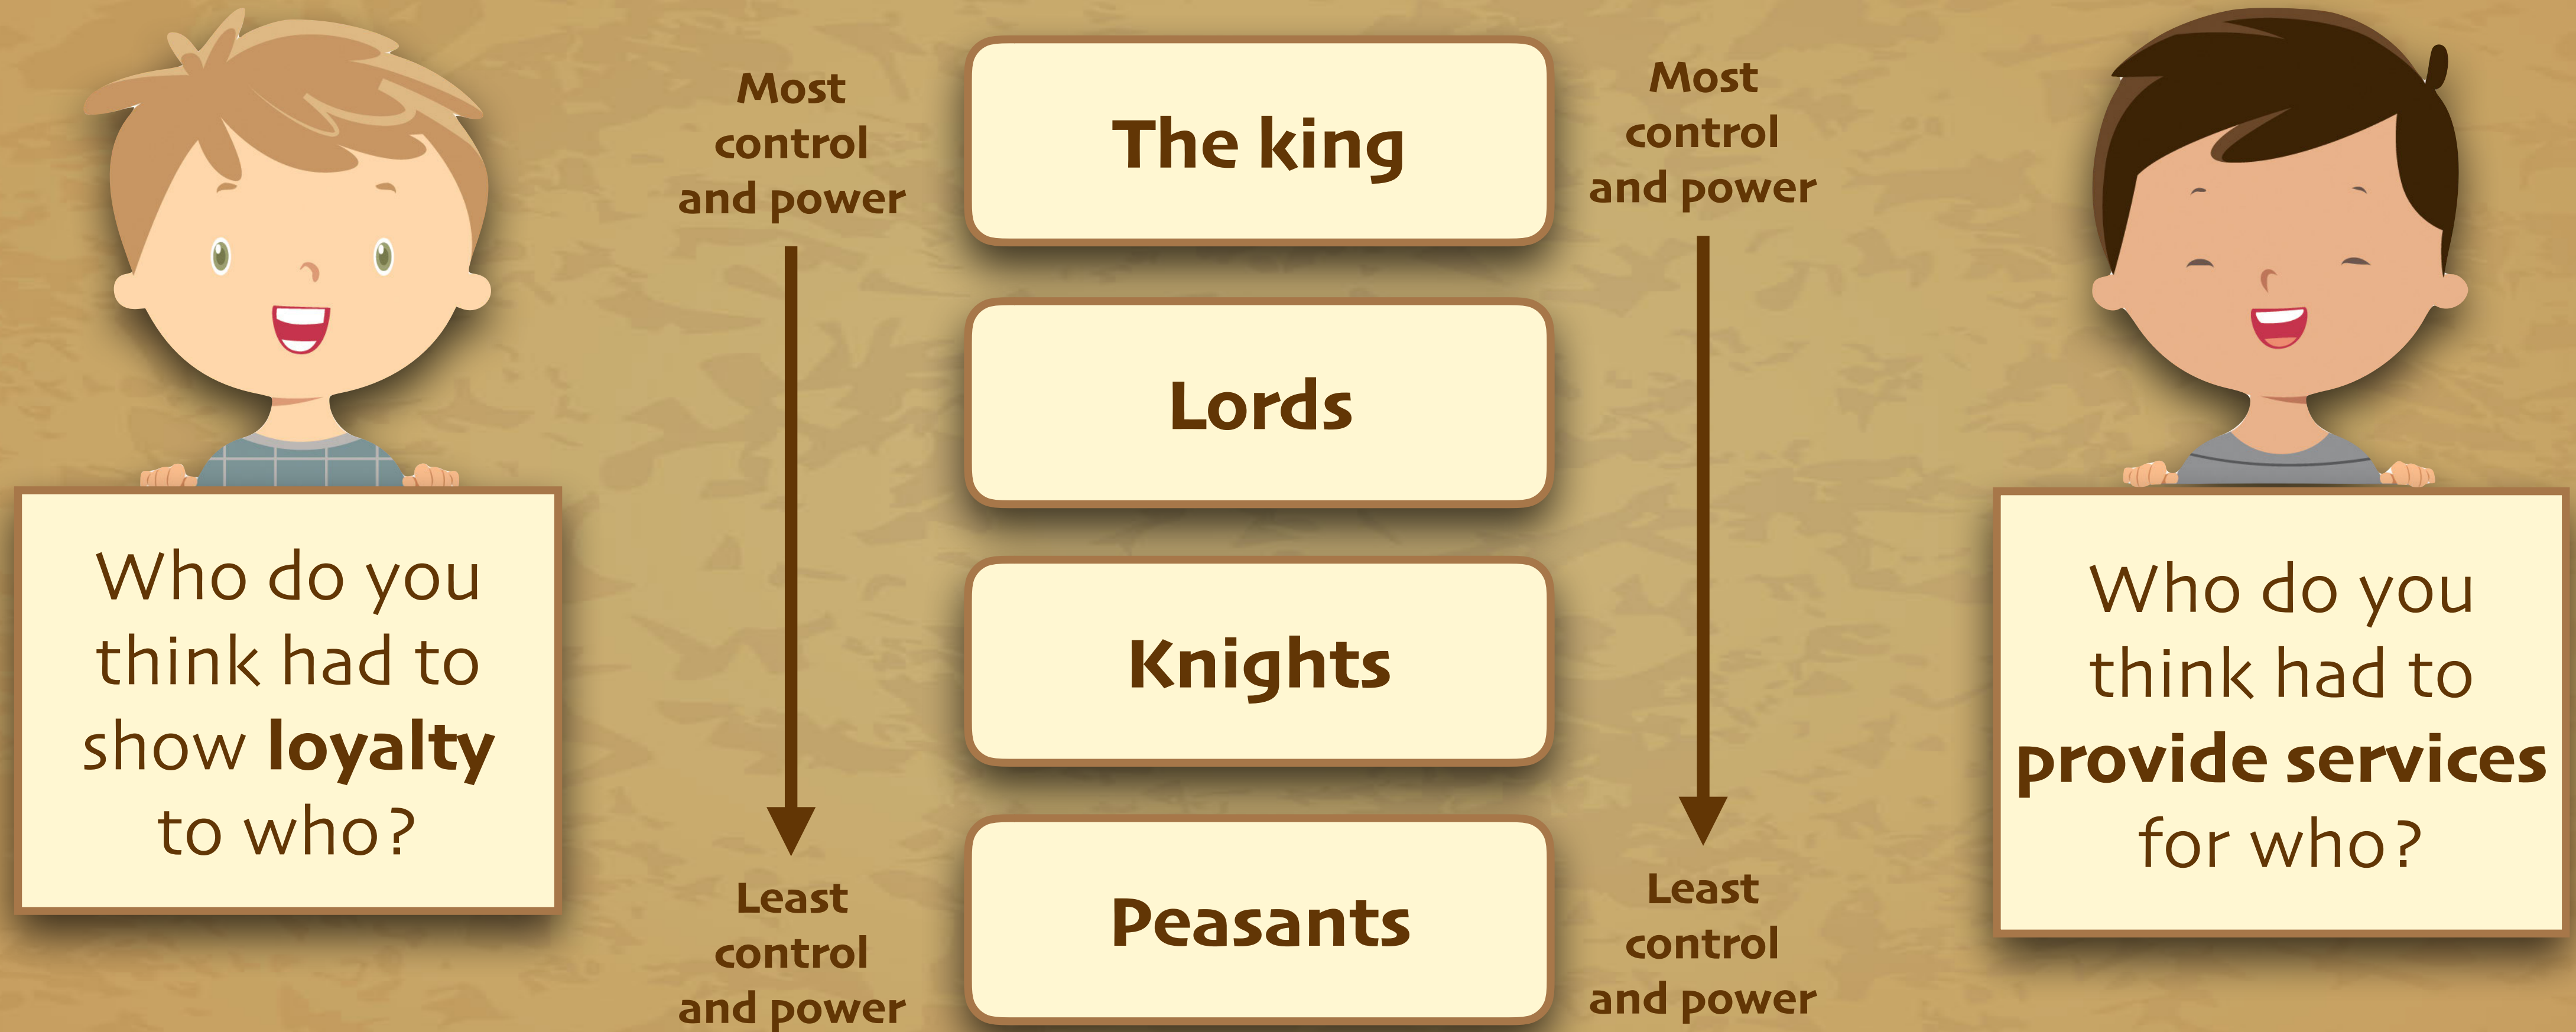 Most
control
and power
The king
Most
control
and power
Lords
Knights
Peasants
Who do you
think had to
show loyalty
to who?
Who do you
think had to
provide services
for who?
Least
control
and power
Least
control
and power